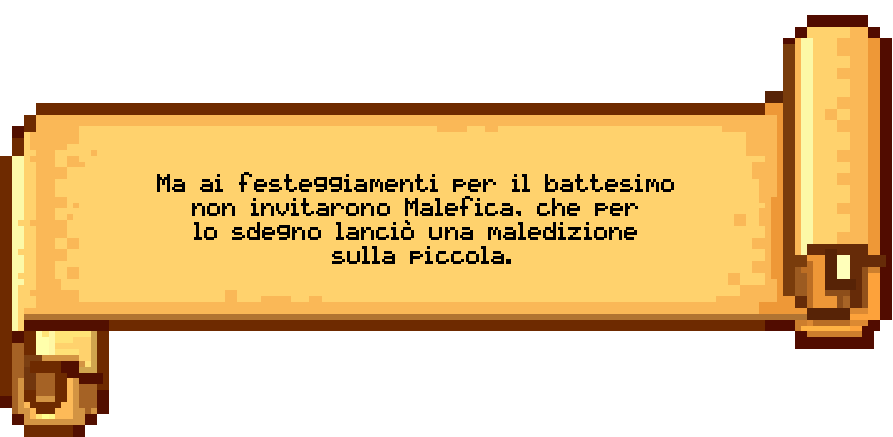 Ma ai festeggiamenti per il battesimo
non invitarono Malefica, che per
lo sdegno lanciò una maledizione
sulla piccola.